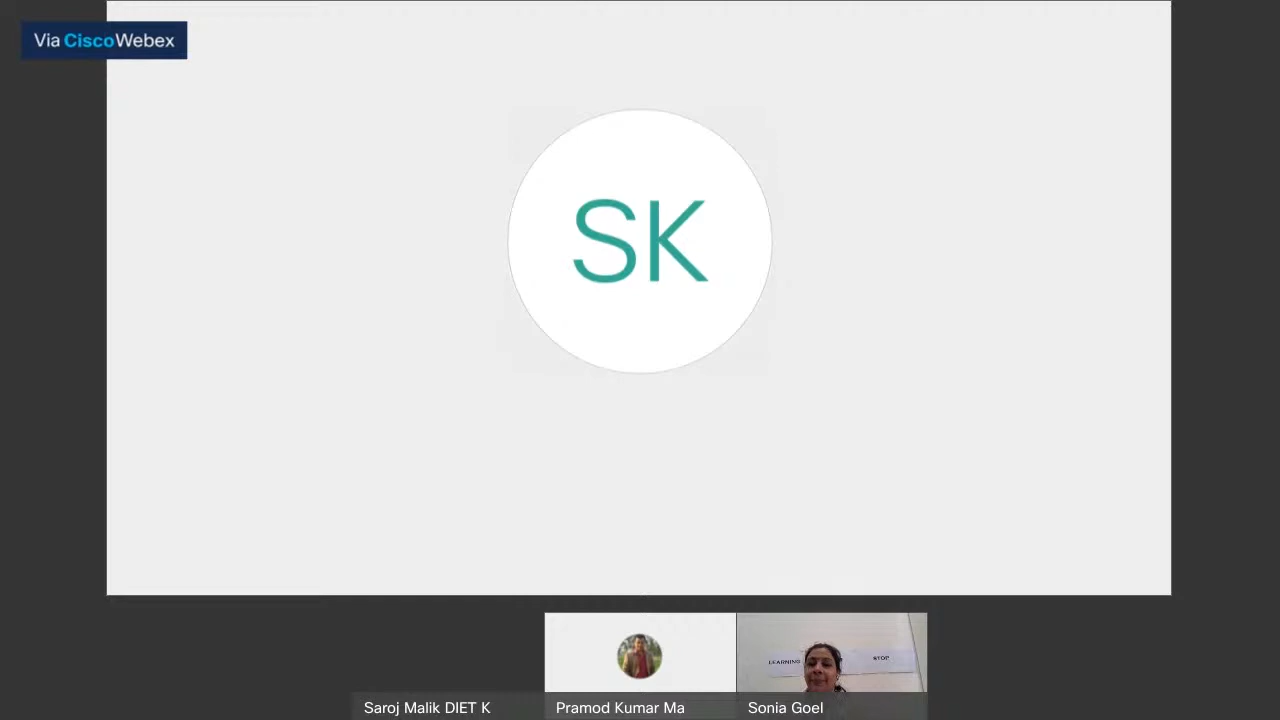 Via CiscoWebex
SK
LEARNING
STOP
Saroj Malik DIET K
Pramod Kumar Ma
Sonia Goel